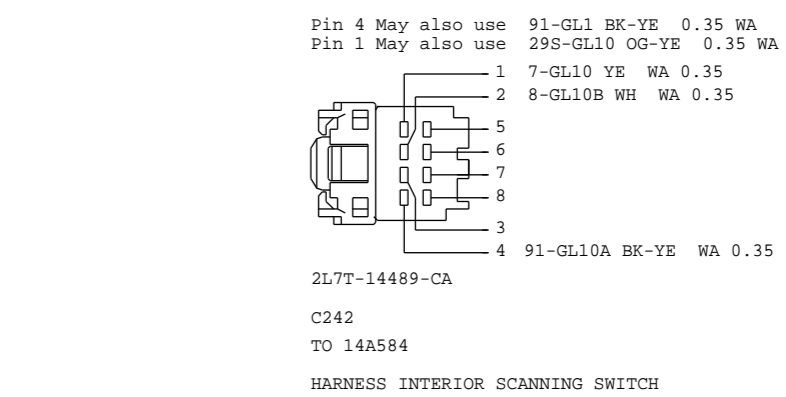 Pin 4 May also use 91-GL1 BK-YE 0.35 WA
Pin 1 May also use 29S-GL10 OG-YE 0.35 WA
1 7-GL10 YE WA 0.35
2 8-GL10B WH WA 0.35
5
6
7
8
3
4 91-GL10A BK-YE WA 0.35
2L7T-14489-CA
C242
TO 14A584
HARNESS INTERIOR SCANNING SWITCH